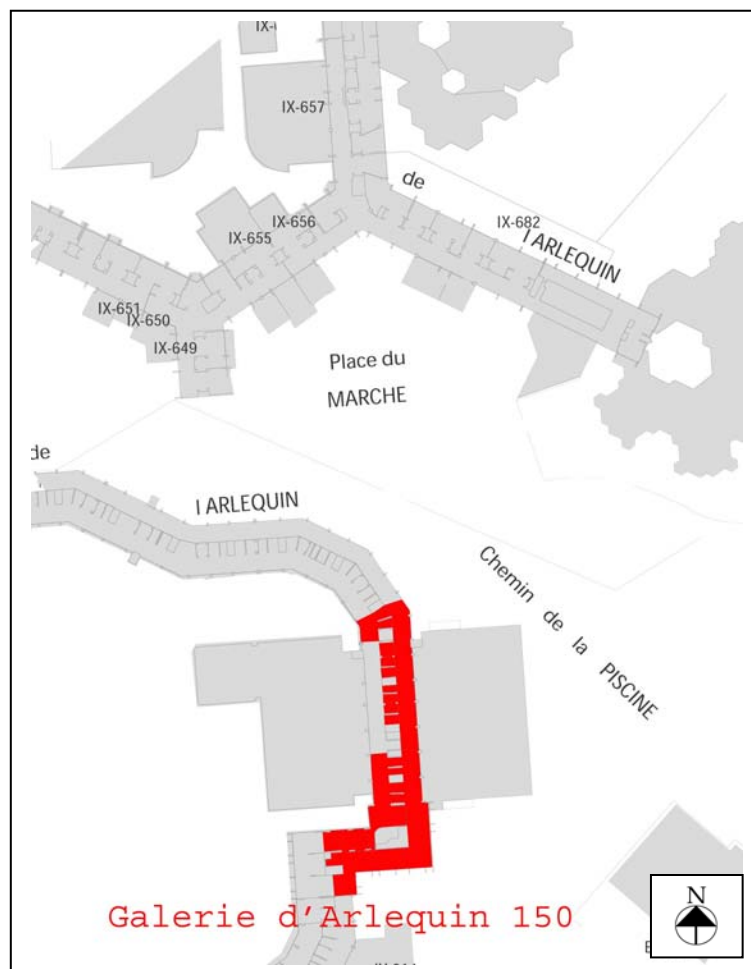 IX-657
de
IX-656
IX-682
IX-655
l ARLEQUIN
IX-651
IX-650
IX-649
Place du
MARCHE
de
l ARLEQUIN
Chemin de la PISCINE
Galerie d'Arlequin 150
N